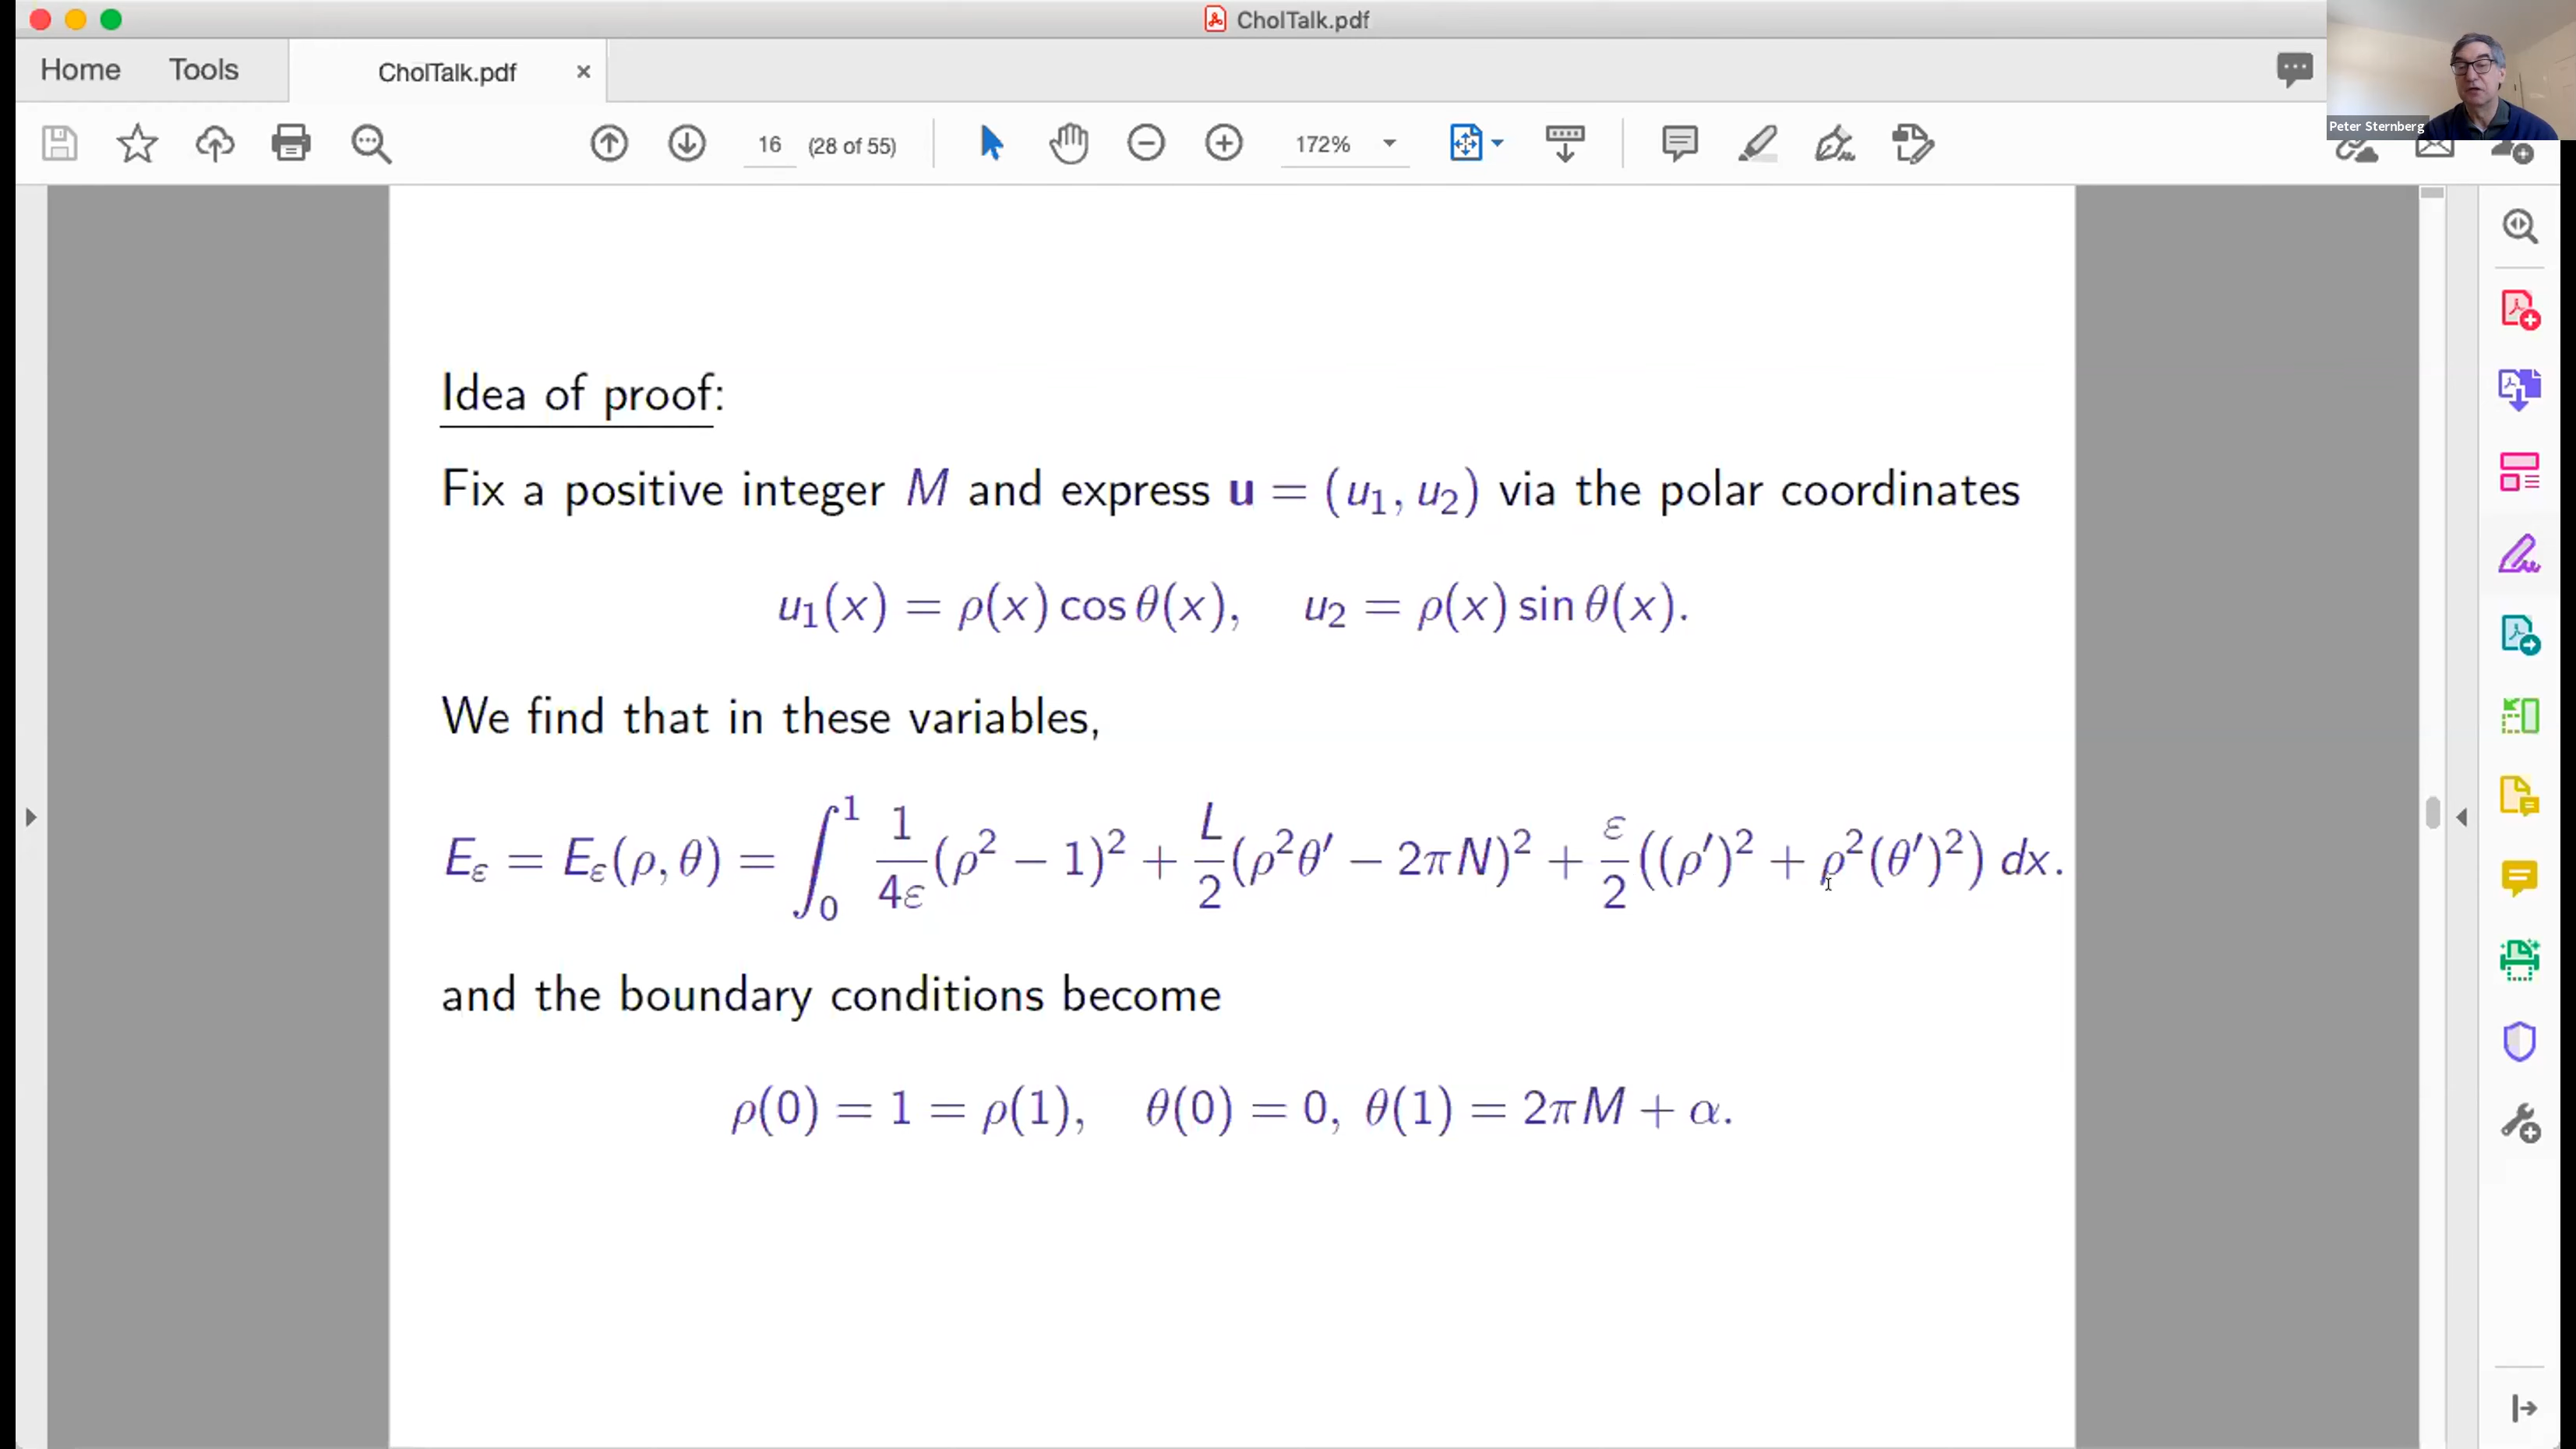 CholTalk.pdf
Home Tools CholTalk.pdf ×
Peter Sternberg
16 (28 of 55) 172%
Idea of proof:
Fix a positive integer M and express u = (u₁, u₂) via the polar coordinates
u₁(x) = ρ(x) cos θ(x), u₂ = ρ(x) sin θ(x).
We find that in these variables,
E_ε = E_ε(ρ, θ) = ∫₀¹ 1/4ε (ρ² − 1)² + L/2 (ρ²θ′ − 2πN)² + ε/2 ((ρ′)² + ρ²(θ′)²) dx.
and the boundary conditions become
ρ(0) = 1 = ρ(1), θ(0) = 0, θ(1) = 2πM + α.